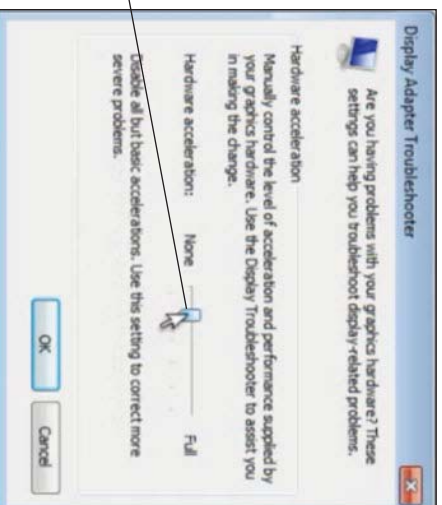 Display Adapter Troubleshooter
Are you having problems with your graphics hardware? These
settings can help you troubleshoot display-related problems.
Hardware acceleration
Manually control the level of acceleration and performance supplied by
your graphics hardware. Use the Display Troubleshooter to assist you
in making the change.
Hardware acceleration:
None
Full
Disable all but basic accelerations. Use this setting to correct more
severe problems.
OK
Cancel